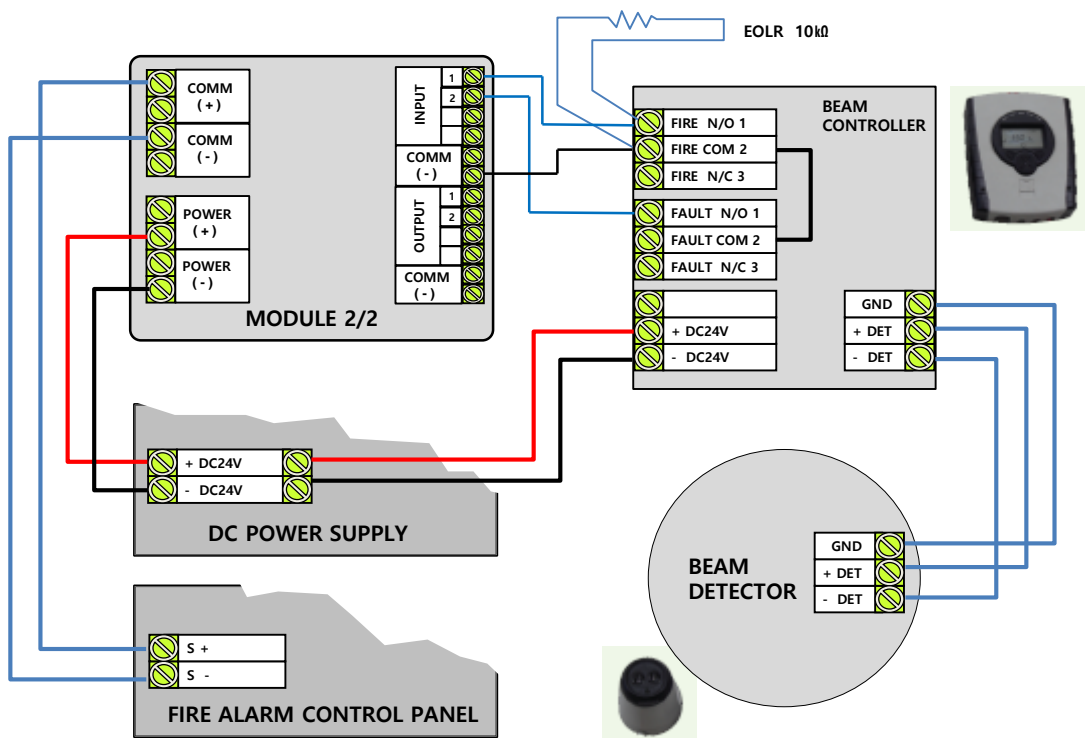 EOLR 10㏀
COMM
(+)
COMM
(-)
POWER
(+)
POWER
(-)
INPUT
1
2
COMM
(-)
OUTPUT
1
2
COMM
(-)
MODULE 2/2
BEAM
CONTROLLER
FIRE N/O 1
FIRE COM 2
FIRE N/C 3
FAULT N/O 1
FAULT COM 2
FAULT N/C 3
+ DC24V
- DC24V
GND
+ DET
- DET
+ DC24V
- DC24V
DC POWER SUPPLY
BEAM
DETECTOR
GND
+ DET
- DET
S +
S -
FIRE ALARM CONTROL PANEL